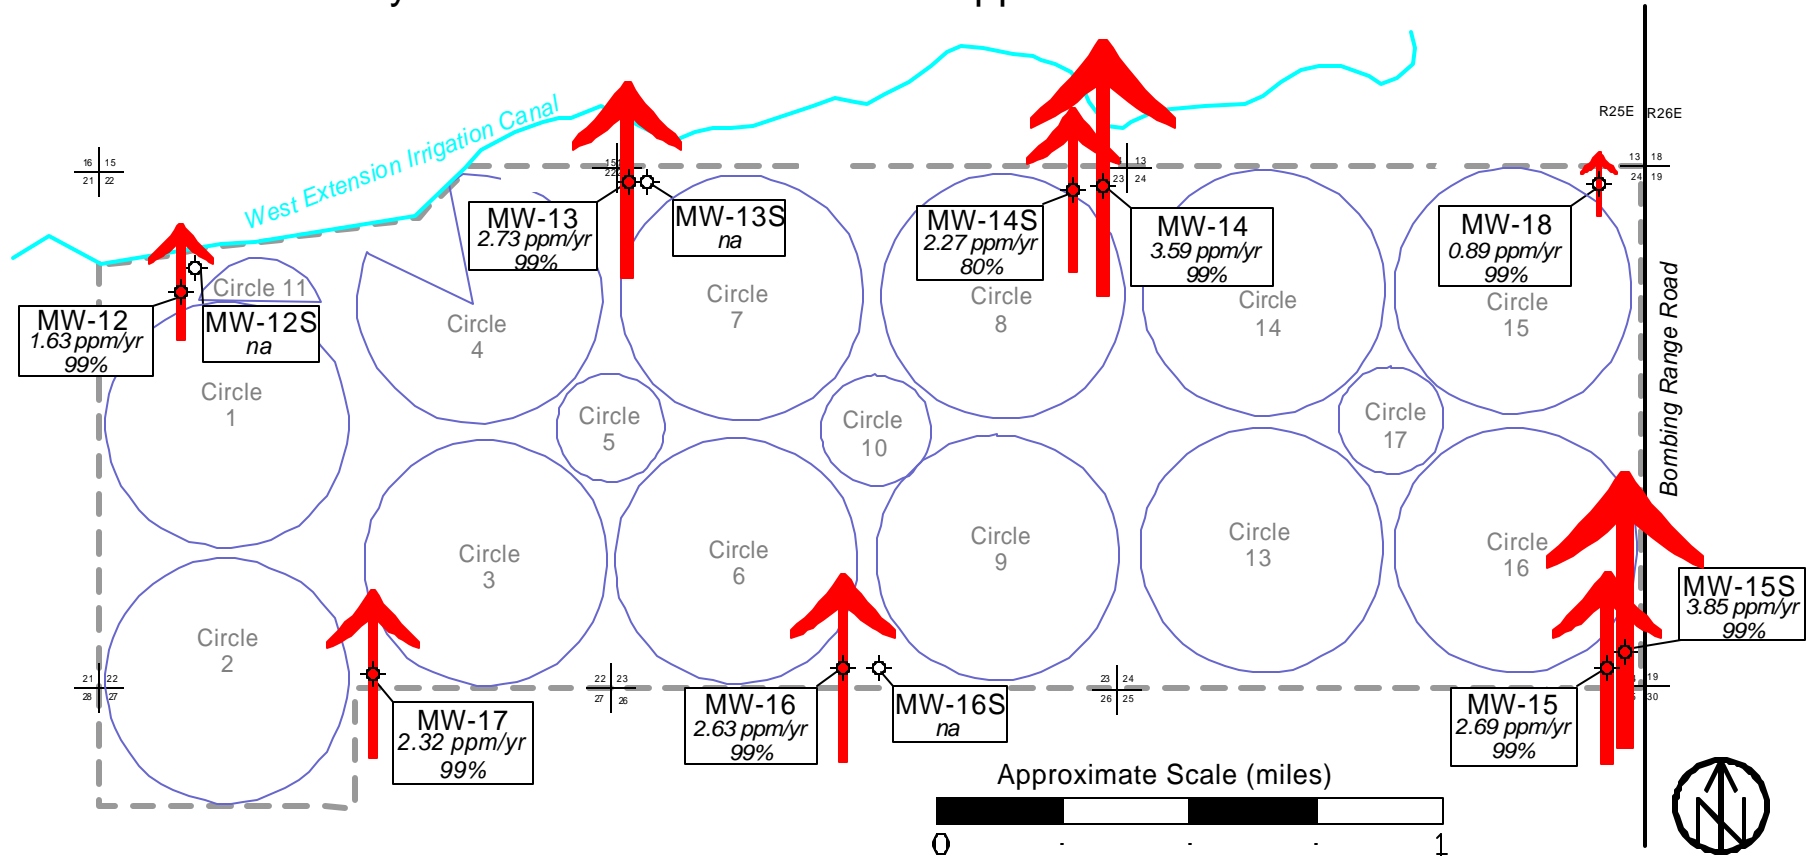 West Extension Irrigation Canal
R25E
R26E
16 15
21 22
15
22
13
23 24
13 18
24 19
MW-13
2.73 ppm/yr
99%
MW-13S
na
MW-14S
2.27 ppm/yr
80%
MW-14
3.59 ppm/yr
99%
MW-18
0.89 ppm/yr
99%
MW-12
1.63 ppm/yr
99%
MW-12S
na
Circle 11
Circle
4
Circle
7
Circle
8
Circle
14
Circle
15
Bombing Range Road
Circle
1
Circle
5
Circle
10
Circle
17
Circle
3
Circle
6
Circle
9
Circle
13
Circle
16
Circle
2
MW-15S
3.85 ppm/yr
99%
21 22
28 27
22 23
27 26
23 24
26 25
19
30
MW-17
2.32 ppm/yr
99%
MW-16
2.63 ppm/yr
99%
MW-16S
na
MW-15
2.69 ppm/yr
99%
Approximate Scale (miles)
0 1
N